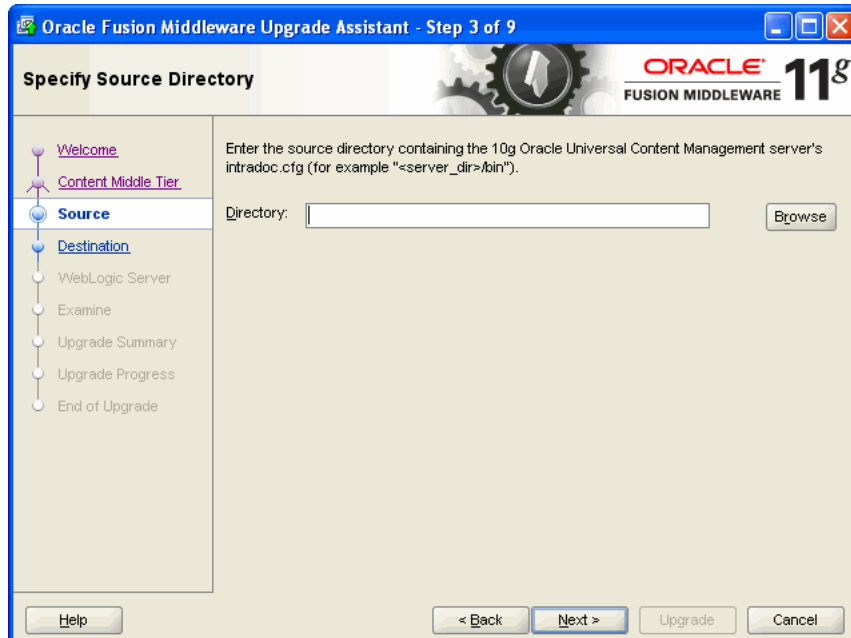 Oracle Fusion Middleware Upgrade Assistant - Step 3 of 9
Specify Source Directory
ORACLE
FUSION MIDDLEWARE
11g
Welcome
Content Middle Tier
Source
Destination
WebLogic Server
Examine
Upgrade Summary
Upgrade Progress
End of Upgrade
Enter the source directory containing the 10g Oracle Universal Content Management server's
intradoc.cfg (for example "<server_dir>/bin").
Directory:
Browse
Help
< Back
Next >
Upgrade
Cancel